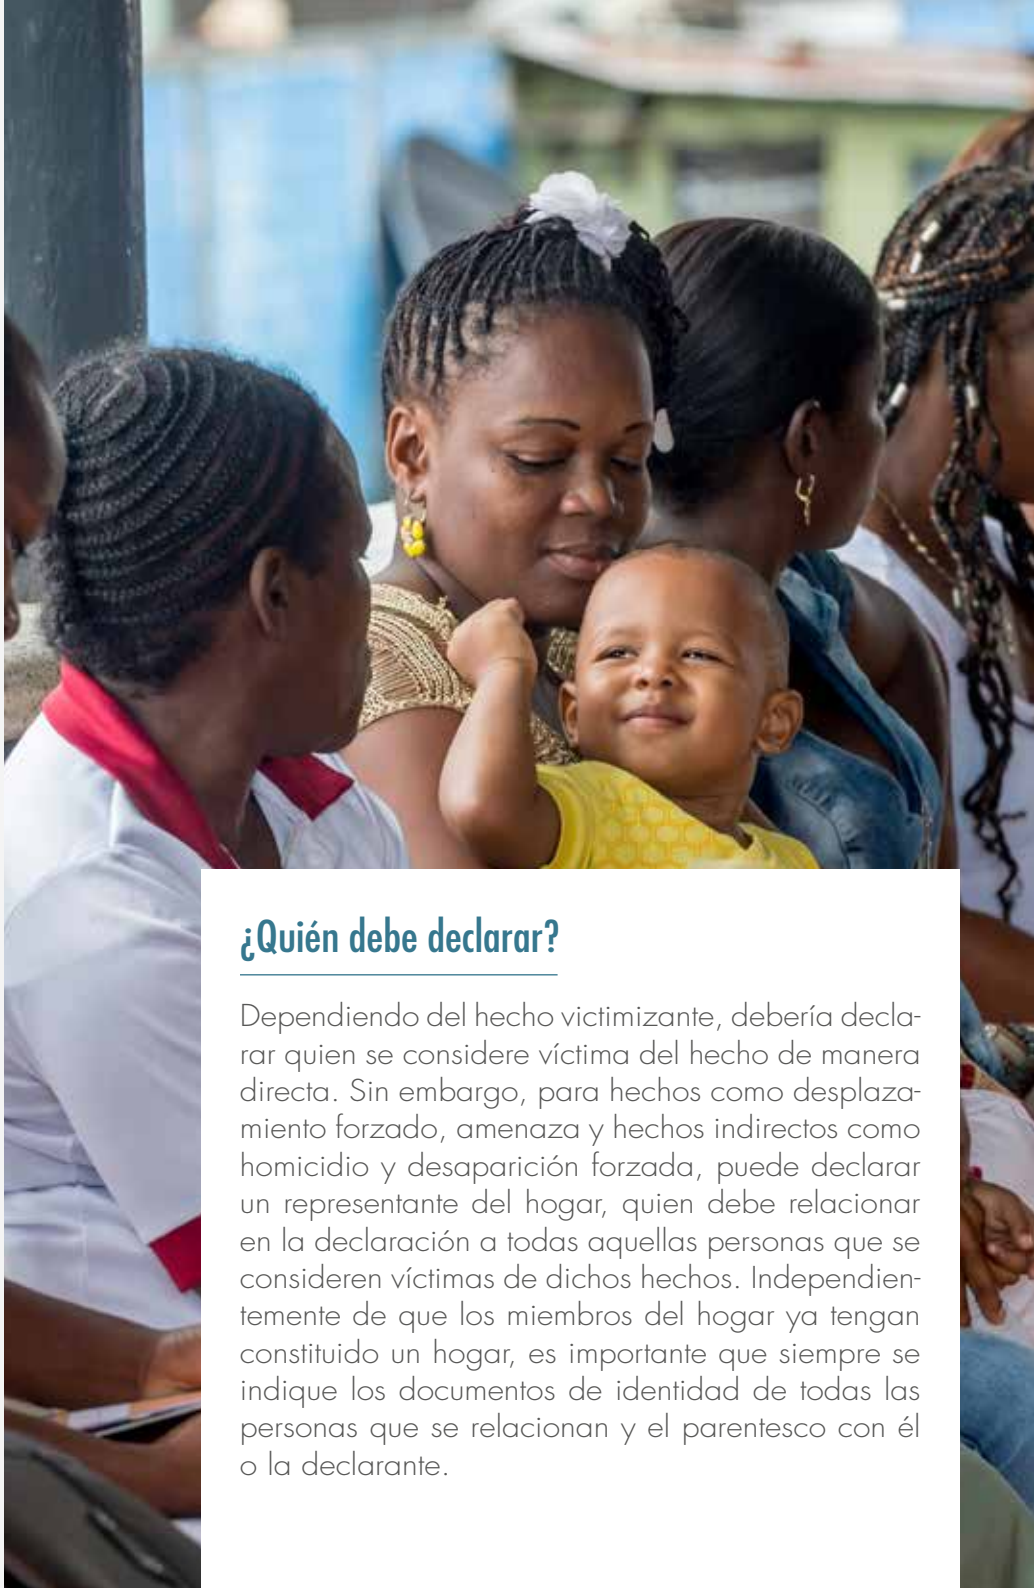 ¿Quién debe declarar?
Dependiendo del hecho victimizante, debería decla-
rar quien se considere víctima del hecho de manera
directa. Sin embargo, para hechos como desplaza-
miento forzado, amenaza y hechos indirectos como
homicidio y desaparición forzada, puede declarar
un representante del hogar, quien debe relacionar
en la declaración a todas aquellas personas que se
consideren víctimas de dichos hechos. Independien-
temente de que los miembros del hogar ya tengan
constituido un hogar, es importante que siempre se
indique los documentos de identidad de todas las
personas que se relacionan y el parentesco con él
o la declarante.